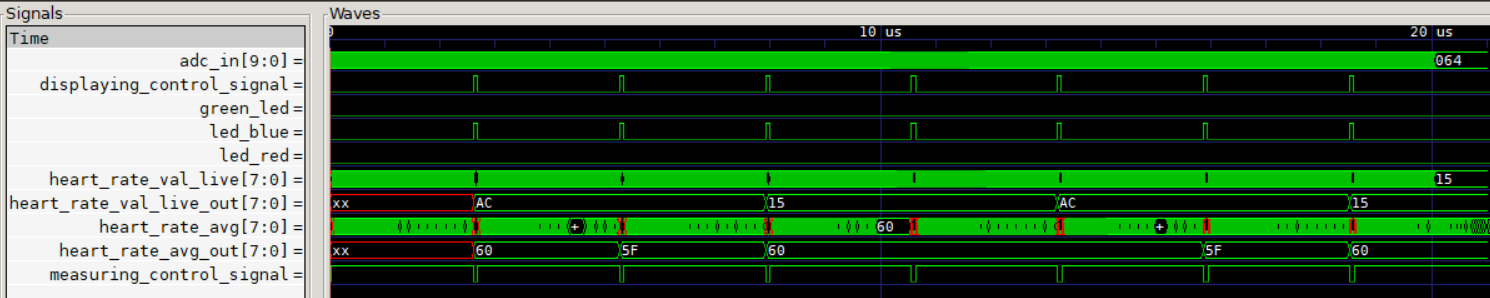 Signals Waves
Time 0 10 us 20 us
adc_in[9:0] = 064
displaying_control_signal =
green_led =
led_blue =
led_red =
heart_rate_val_live[7:0] = 15
heart_rate_val_live_out[7:0] = xx AC 15 AC 15
heart_rate_avg[7:0] = + 60 +
heart_rate_avg_out[7:0] = xx 60 5F 60 5F 60
measuring_control_signal =